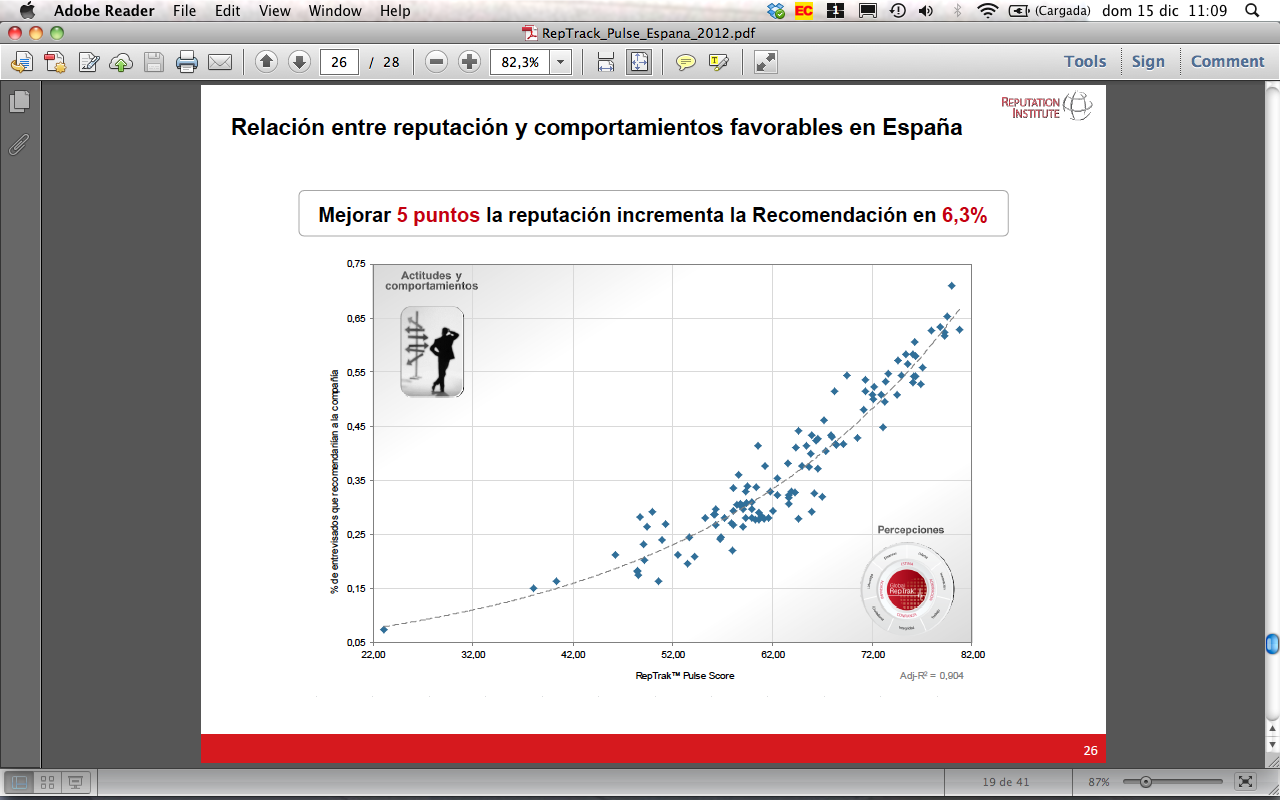 Adobe Reader File Edit View Window Help EC 1 (Cargada) dom 15 dic 11:09
RepTrack_Pulse_Espana_2012.pdf
26 / 28 82,3% Tools Sign Comment
REPUTATION
INSTITUTE
Relación entre reputación y comportamientos favorables en España
Mejorar 5 puntos la reputación incrementa la Recomendación en 6,3%
Actitudes y
comportamientos
% de entrevisados que recomendarían a la compañía
0,75
0,65
0,55
0,45
0,35
0,25
0,15
0,05
22,00 32,00 42,00 52,00 62,00 72,00 82,00
Percepciones
Global
RepTrak
RepTrak™ Pulse Score
Adj-R² = 0,904
26
19 de 41 87%